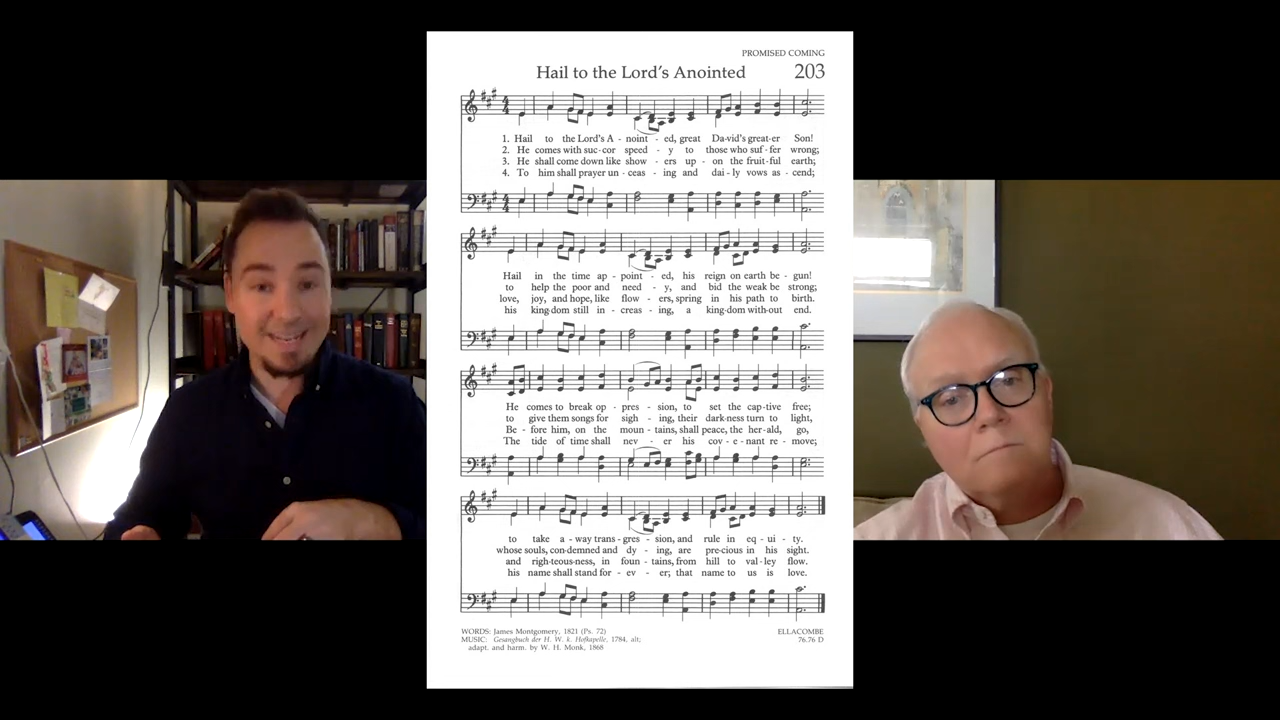 PROMISED COMING
Hail to the Lord's Anointed 203
1. Hail to the Lord's A - noint - ed, great Da-vid's great-er Son!
2. He comes with suc-cor speed - y to those who suf-fer wrong;
3. He shall come down like show - ers up - on the fruit-ful earth;
4. To him shall prayer un - ceas - ing and dai - ly vows as - cend;
Hail in the time ap - point - ed, his reign on earth be - gun!
to help the poor and need - y, and bid the weak be strong;
love, joy, and hope, like flow - ers, spring in his path to birth.
his king-dom still in - creas - ing, a king-dom with-out end.
He comes to break op - pres - sion, to set the cap-tive free;
to give them songs for sigh - ing, their dark-ness turn to light,
Be - fore him, on the moun - tains, shall peace, the her-ald, go,
The tide of time shall nev - er his cov - e - nant re - move;
to take a - way trans - gres - sion, and rule in eq - ui - ty.
whose souls, con-demned and dy - ing, are pre-cious in his sight.
and righ-teous-ness, in foun - tains, from hill to val - ley flow.
his name shall stand for - ev - er; that name to us is love.
WORDS: James Montgomery, 1821 (Ps. 72) ELLACOMBE
MUSIC: Gesangbuch der H. W. k. Hofkapelle, 1784, alt; 76.76 D
adapt. and harm. by W. H. Monk, 1868